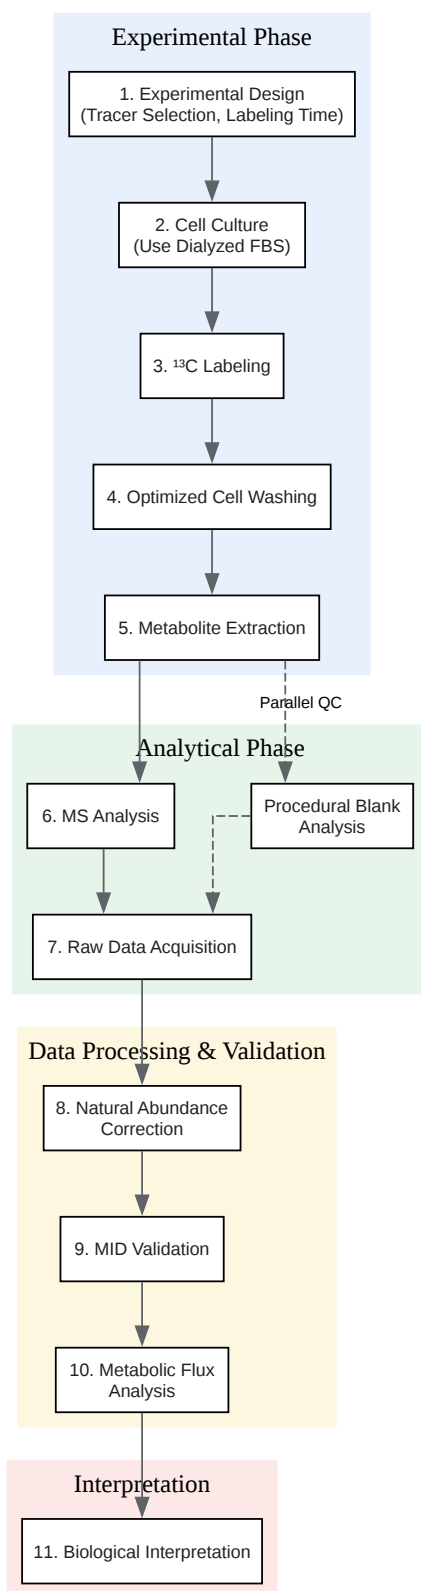 Experimental Phase
1. Experimental Design
(Tracer Selection, Labeling Time)
2. Cell Culture
(Use Dialyzed FBS)
3. ¹³C Labeling
4. Optimized Cell Washing
5. Metabolite Extraction
Parallel QC
Analytical Phase
6. MS Analysis
Procedural Blank
Analysis
7. Raw Data Acquisition
Data Processing & Validation
8. Natural Abundance
Correction
9. MID Validation
10. Metabolic Flux
Analysis
Interpretation
11. Biological Interpretation